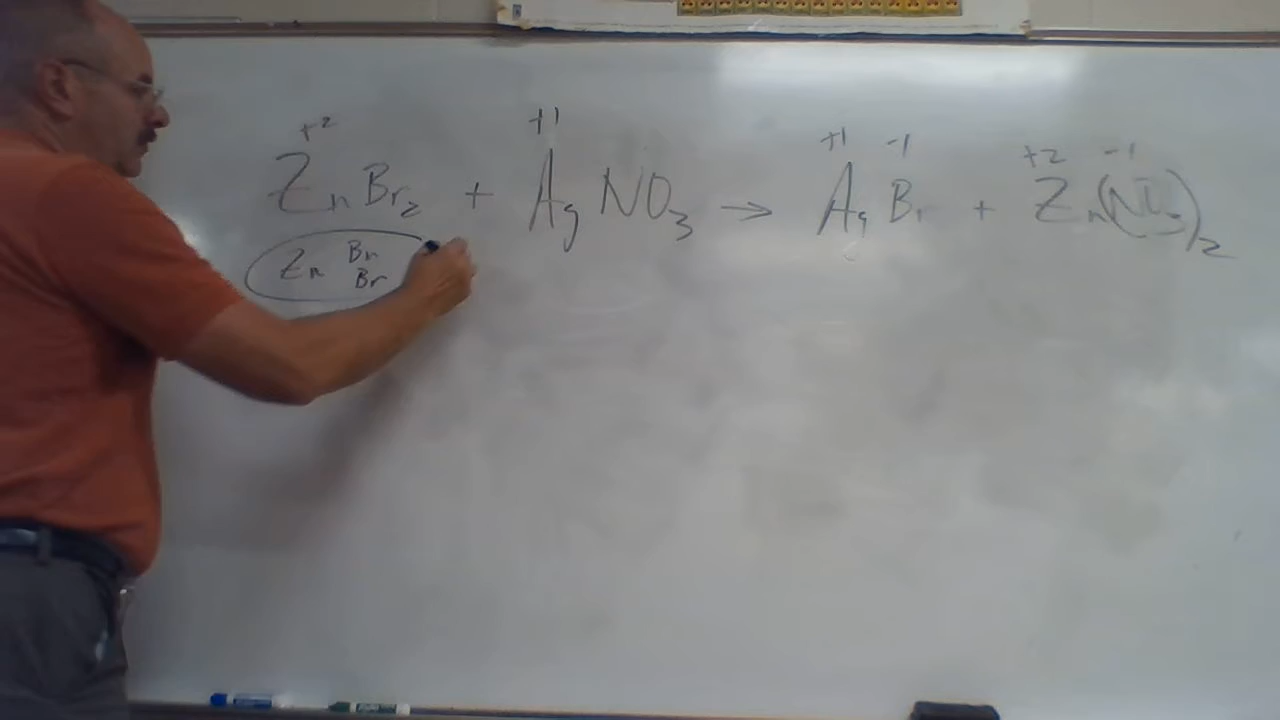 +2 +1 +1 -1 +2 -1
ZnBr2 + AgNO3 → AgBr + Zn(NO3)2
Zn Br
Br